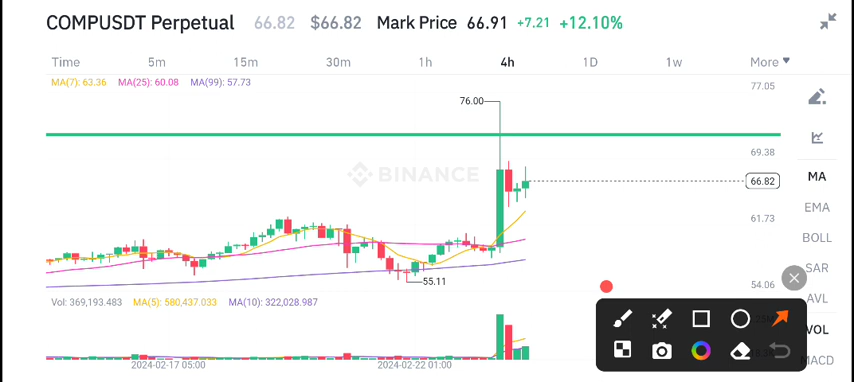 COMPUSDT Perpetual 66.82 $66.82 Mark Price 66.91 +7.21 +12.10%
Time 5m 15m 30m 1h 4h 1D 1w More
MA(7): 63.36 MA(25): 60.08 MA(99): 57.73
77.05
76.00
69.38
BINANCE
66.82
61.73
55.11
54.06
MA
EMA
BOLL
SAR
AVL
VOL
MACD
Vol: 369,193.483 MA(5): 580,437.033 MA(10): 322,028.987
2024-02-17 05:00 2024-02-22 01:00